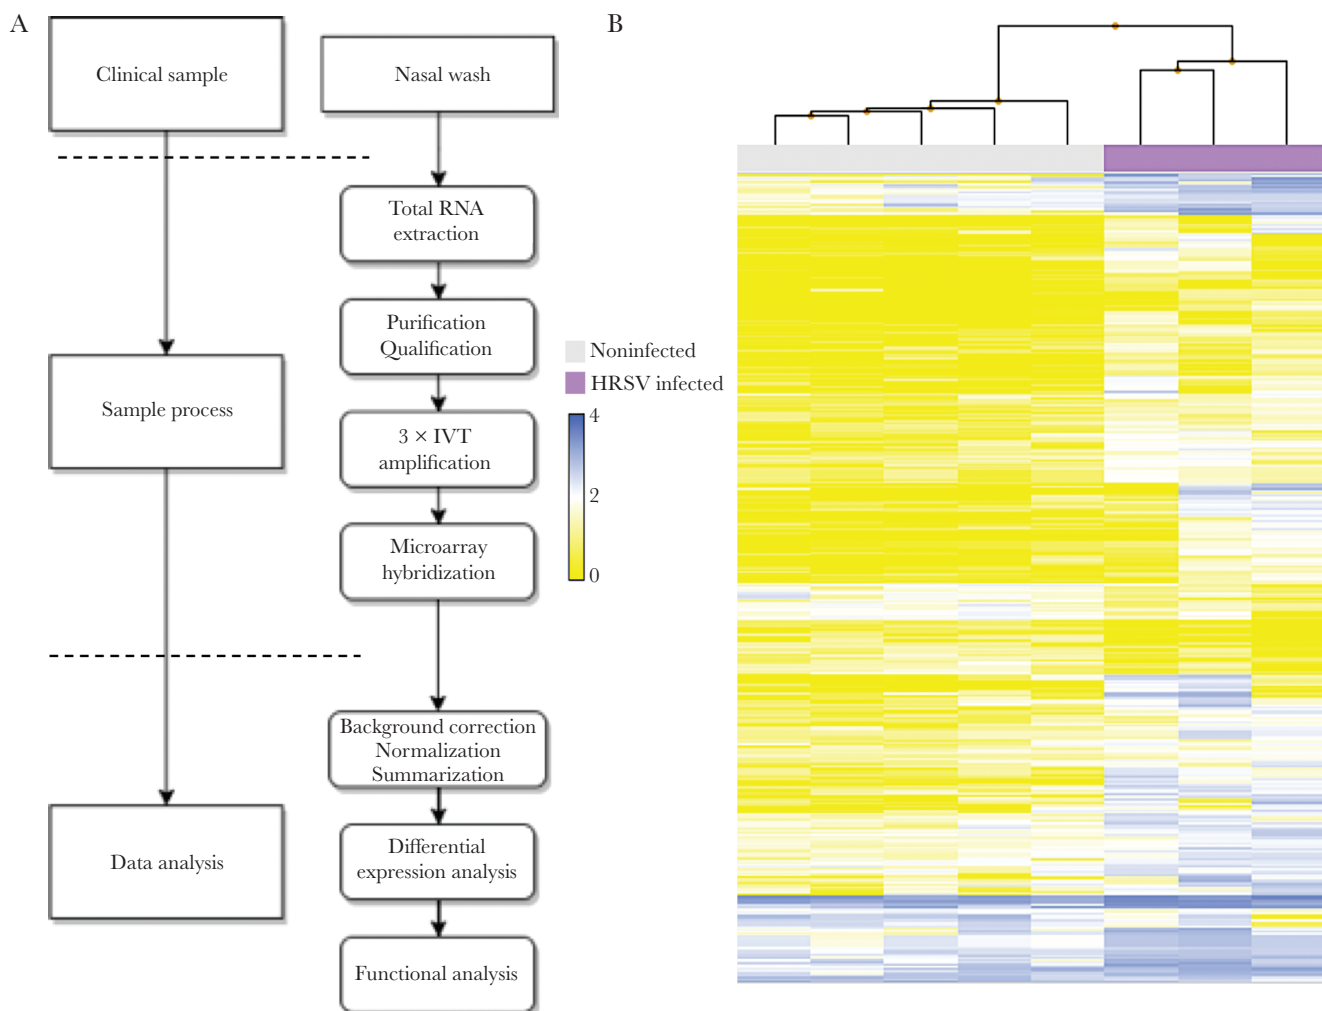 A
Clinical sample
Sample process
Data analysis
Nasal wash
Total RNA
extraction
Purification
Qualification
3 × IVT
amplification
Microarray
hybridization
Background correction
Normalization
Summarization
Differential
expression analysis
Functional analysis
B
Noninfected
HRSV infected
4
2
0